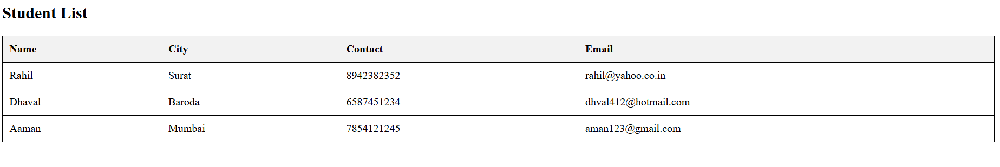 Student List
Name City Contact Email
Rahil Surat 8942382352 rahil@yahoo.co.in
Dhaval Baroda 6587451234 dhval412@hotmail.com
Aaman Mumbai 7854121245 aman123@gmail.com